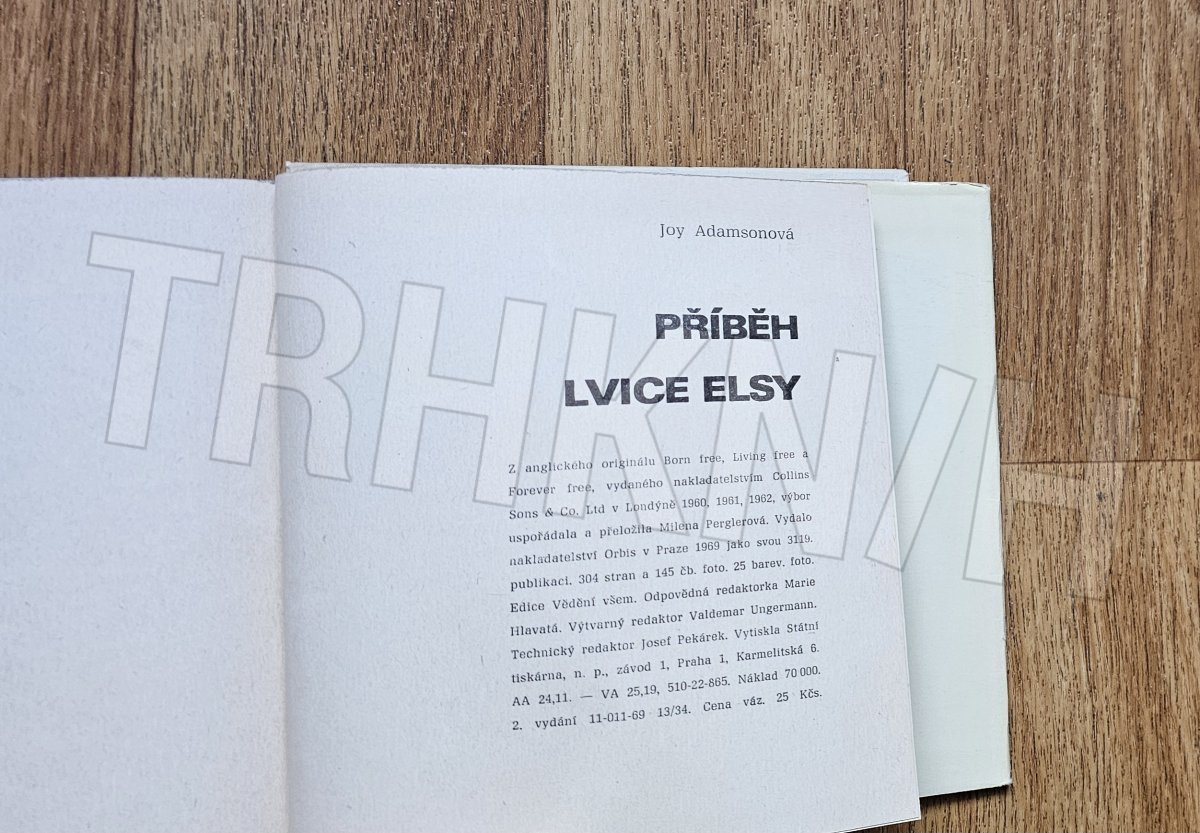 Joy Adamsonová
PŘÍBĚH
LVICE ELSY
Z anglického originálu Born free, Living free a
Forever free, vydaného nakladatelstvím Collins
Sons & Co. Ltd v Londýně 1960, 1961, 1962, výbor
uspořádala a přeložila Milena Perglerová. Vydalo
nakladatelství Orbis v Praze 1969 jako svou 3119.
publikaci. 304 stran a 145 čb. foto. 25 barev. foto.
Edice Vědění všem. Odpovědná redaktorka Marie
Hlavatá. Výtvarný redaktor Valdemar Ungermann.
Technický redaktor Josef Pekárek. Vytiskla Státní
tiskárna, n. p., závod 1, Praha 1, Karmelitská 6.
AA 24,11. — VA 25,19, 510-22-865. Náklad 70 000.
2. vydání 11-011-69 13/34. Cena váz. 25 Kčs.
TRHKNIH